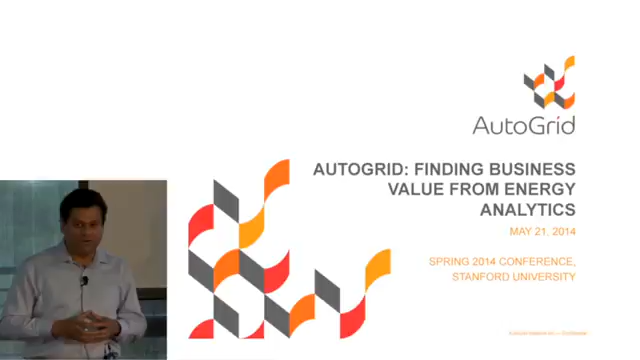 AutoGrid
AUTOGRID: FINDING BUSINESS
VALUE FROM ENERGY
ANALYTICS
MAY 21, 2014
SPRING 2014 CONFERENCE,
STANFORD UNIVERSITY